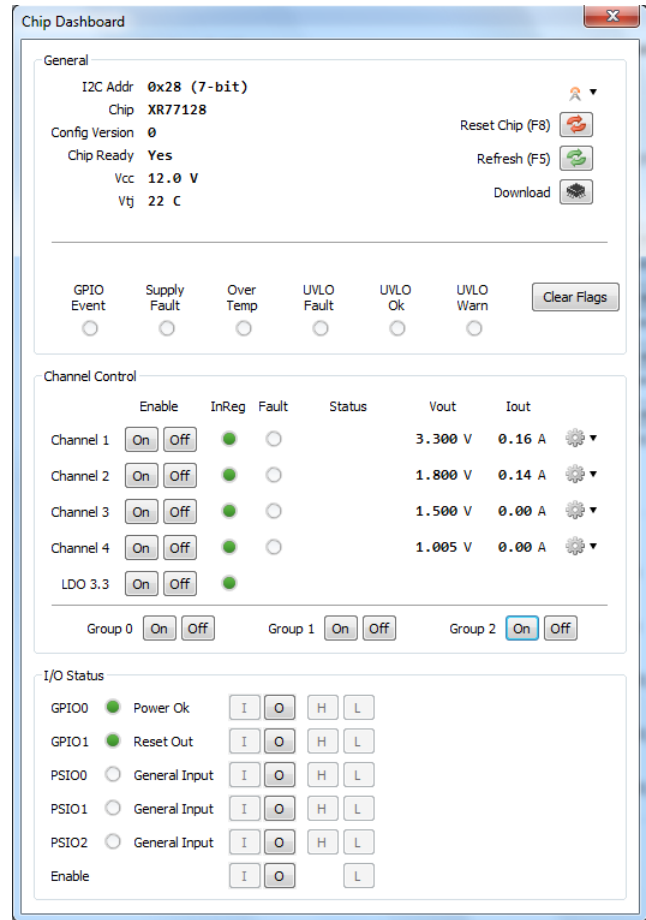 Chip Dashboard
General
I2C Addr 0x28 (7-bit)
Chip XR77128
Config Version 0
Chip Ready Yes
Vcc 12.0 V
Vtj 22 C
Reset Chip (F8)
Refresh (F5)
Download
GPIO Event Supply Fault Over Temp UVLO Fault UVLO Ok UVLO Warn Clear Flags
Channel Control
Enable InReg Fault Status Vout Iout
Channel 1 On Off 3.300 V 0.16 A
Channel 2 On Off 1.800 V 0.14 A
Channel 3 On Off 1.500 V 0.00 A
Channel 4 On Off 1.005 V 0.00 A
LDO 3.3 On Off
Group 0 On Off Group 1 On Off Group 2 On Off
I/O Status
GPIO0 Power Ok I O H L
GPIO1 Reset Out I O H L
PSIO0 General Input I O H L
PSIO1 General Input I O H L
PSIO2 General Input I O H L
Enable I O L